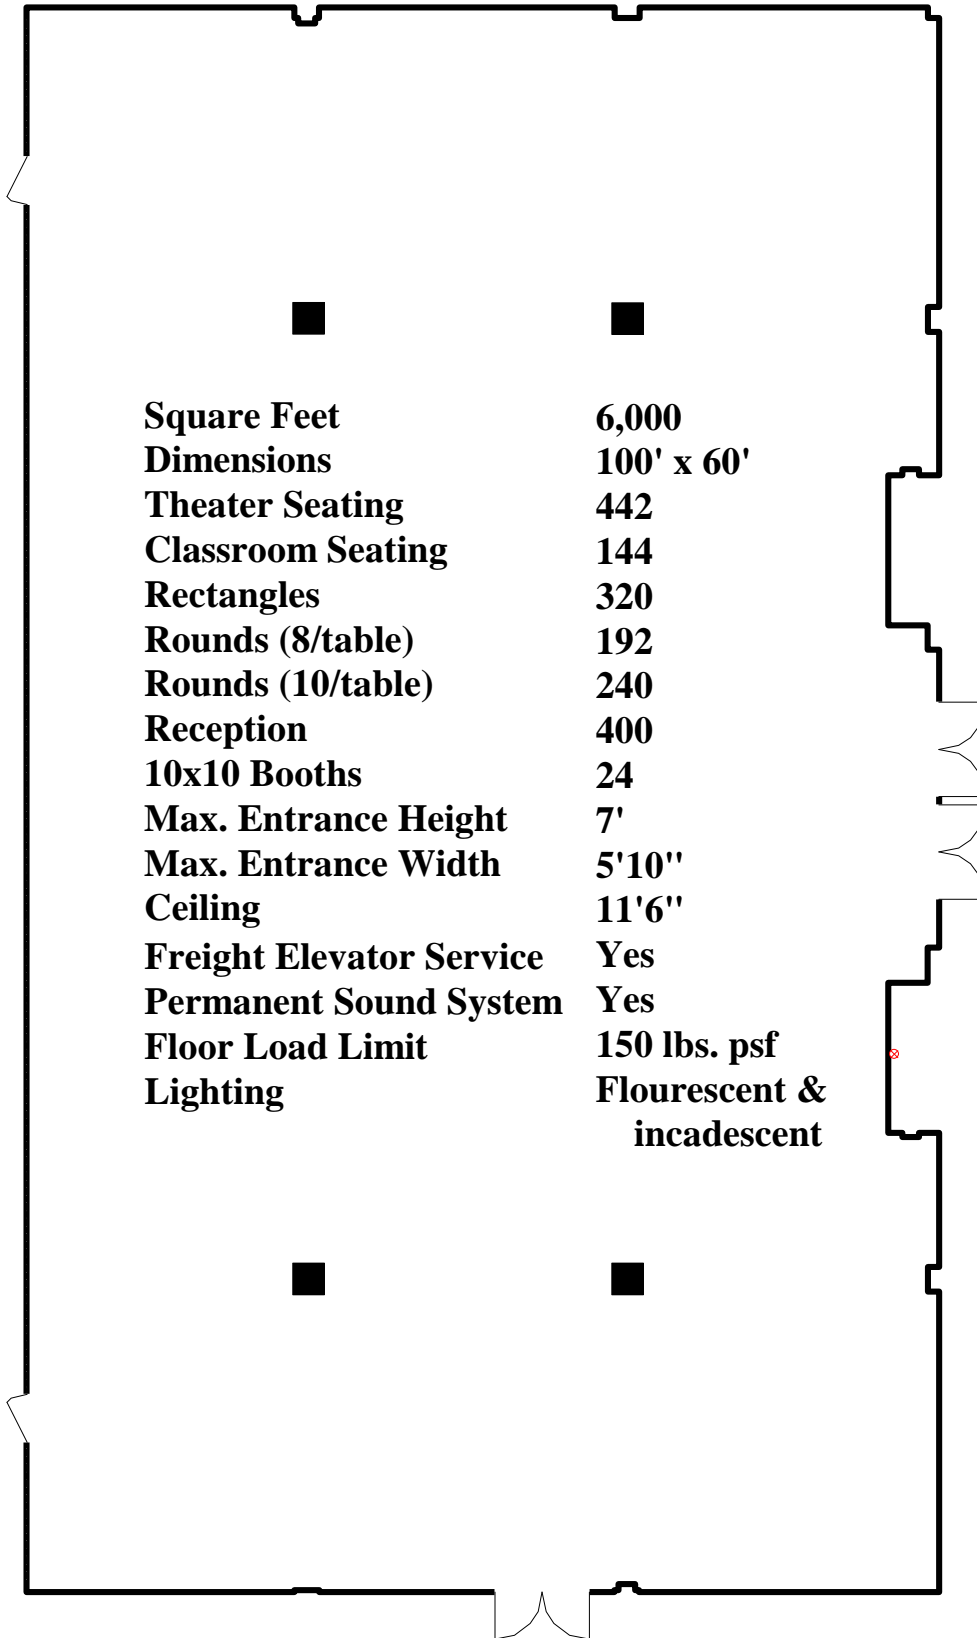 Square Feet 6,000
Dimensions 100' x 60'
Theater Seating 442
Classroom Seating 144
Rectangles 320
Rounds (8/table) 192
Rounds (10/table) 240
Reception 400
10x10 Booths 24
Max. Entrance Height 7'
Max. Entrance Width 5'10"
Ceiling 11'6"
Freight Elevator Service Yes
Permanent Sound System Yes
Floor Load Limit 150 lbs. psf
Lighting Flourescent &
incadescent